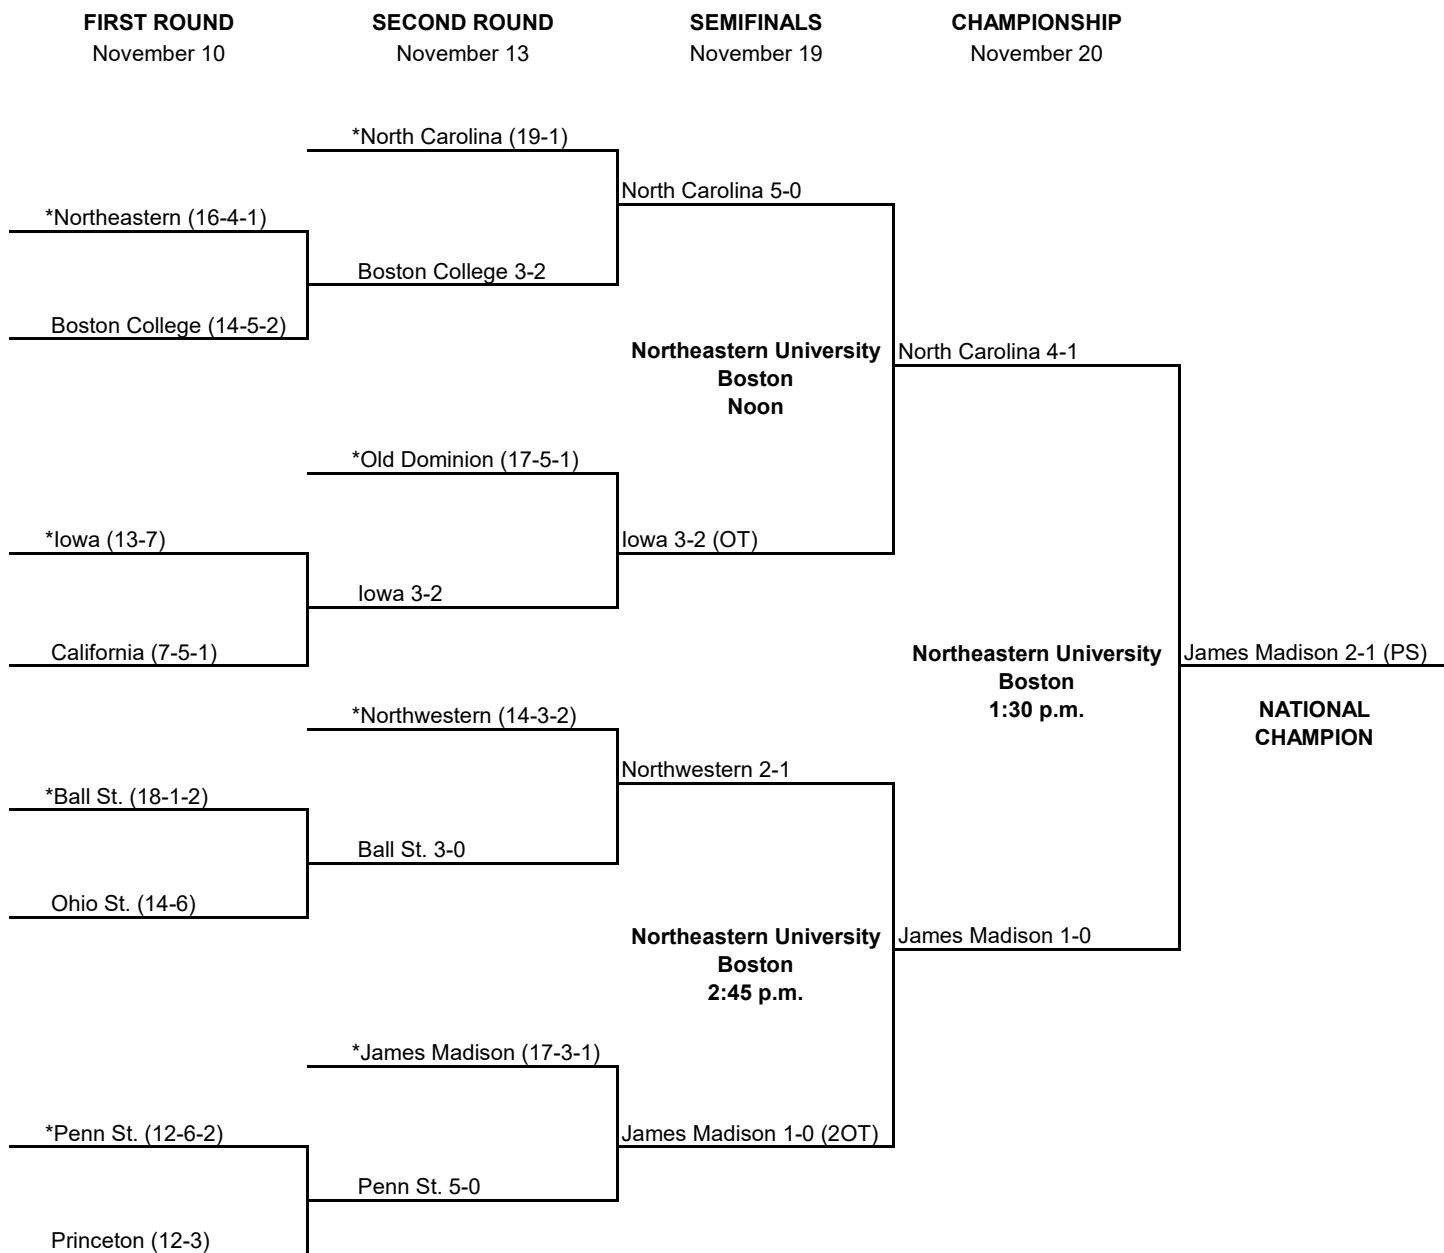 FIRST ROUND
November 10
SECOND ROUND
November 13
SEMIFINALS
November 19
CHAMPIONSHIP
November 20
*North Carolina (19-1)
North Carolina 5-0
*Northeastern (16-4-1)
Boston College 3-2
Boston College (14-5-2)
Northeastern University
Boston
Noon
North Carolina 4-1
*Old Dominion (17-5-1)
*Iowa (13-7)
Iowa 3-2 (OT)
Iowa 3-2
California (7-5-1)
Northeastern University
Boston
1:30 p.m.
James Madison 2-1 (PS)
NATIONAL
CHAMPION
*Northwestern (14-3-2)
Northwestern 2-1
*Ball St. (18-1-2)
Ball St. 3-0
Ohio St. (14-6)
Northeastern University
Boston
2:45 p.m.
James Madison 1-0
*James Madison (17-3-1)
*Penn St. (12-6-2)
James Madison 1-0 (2OT)
Penn St. 5-0
Princeton (12-3)